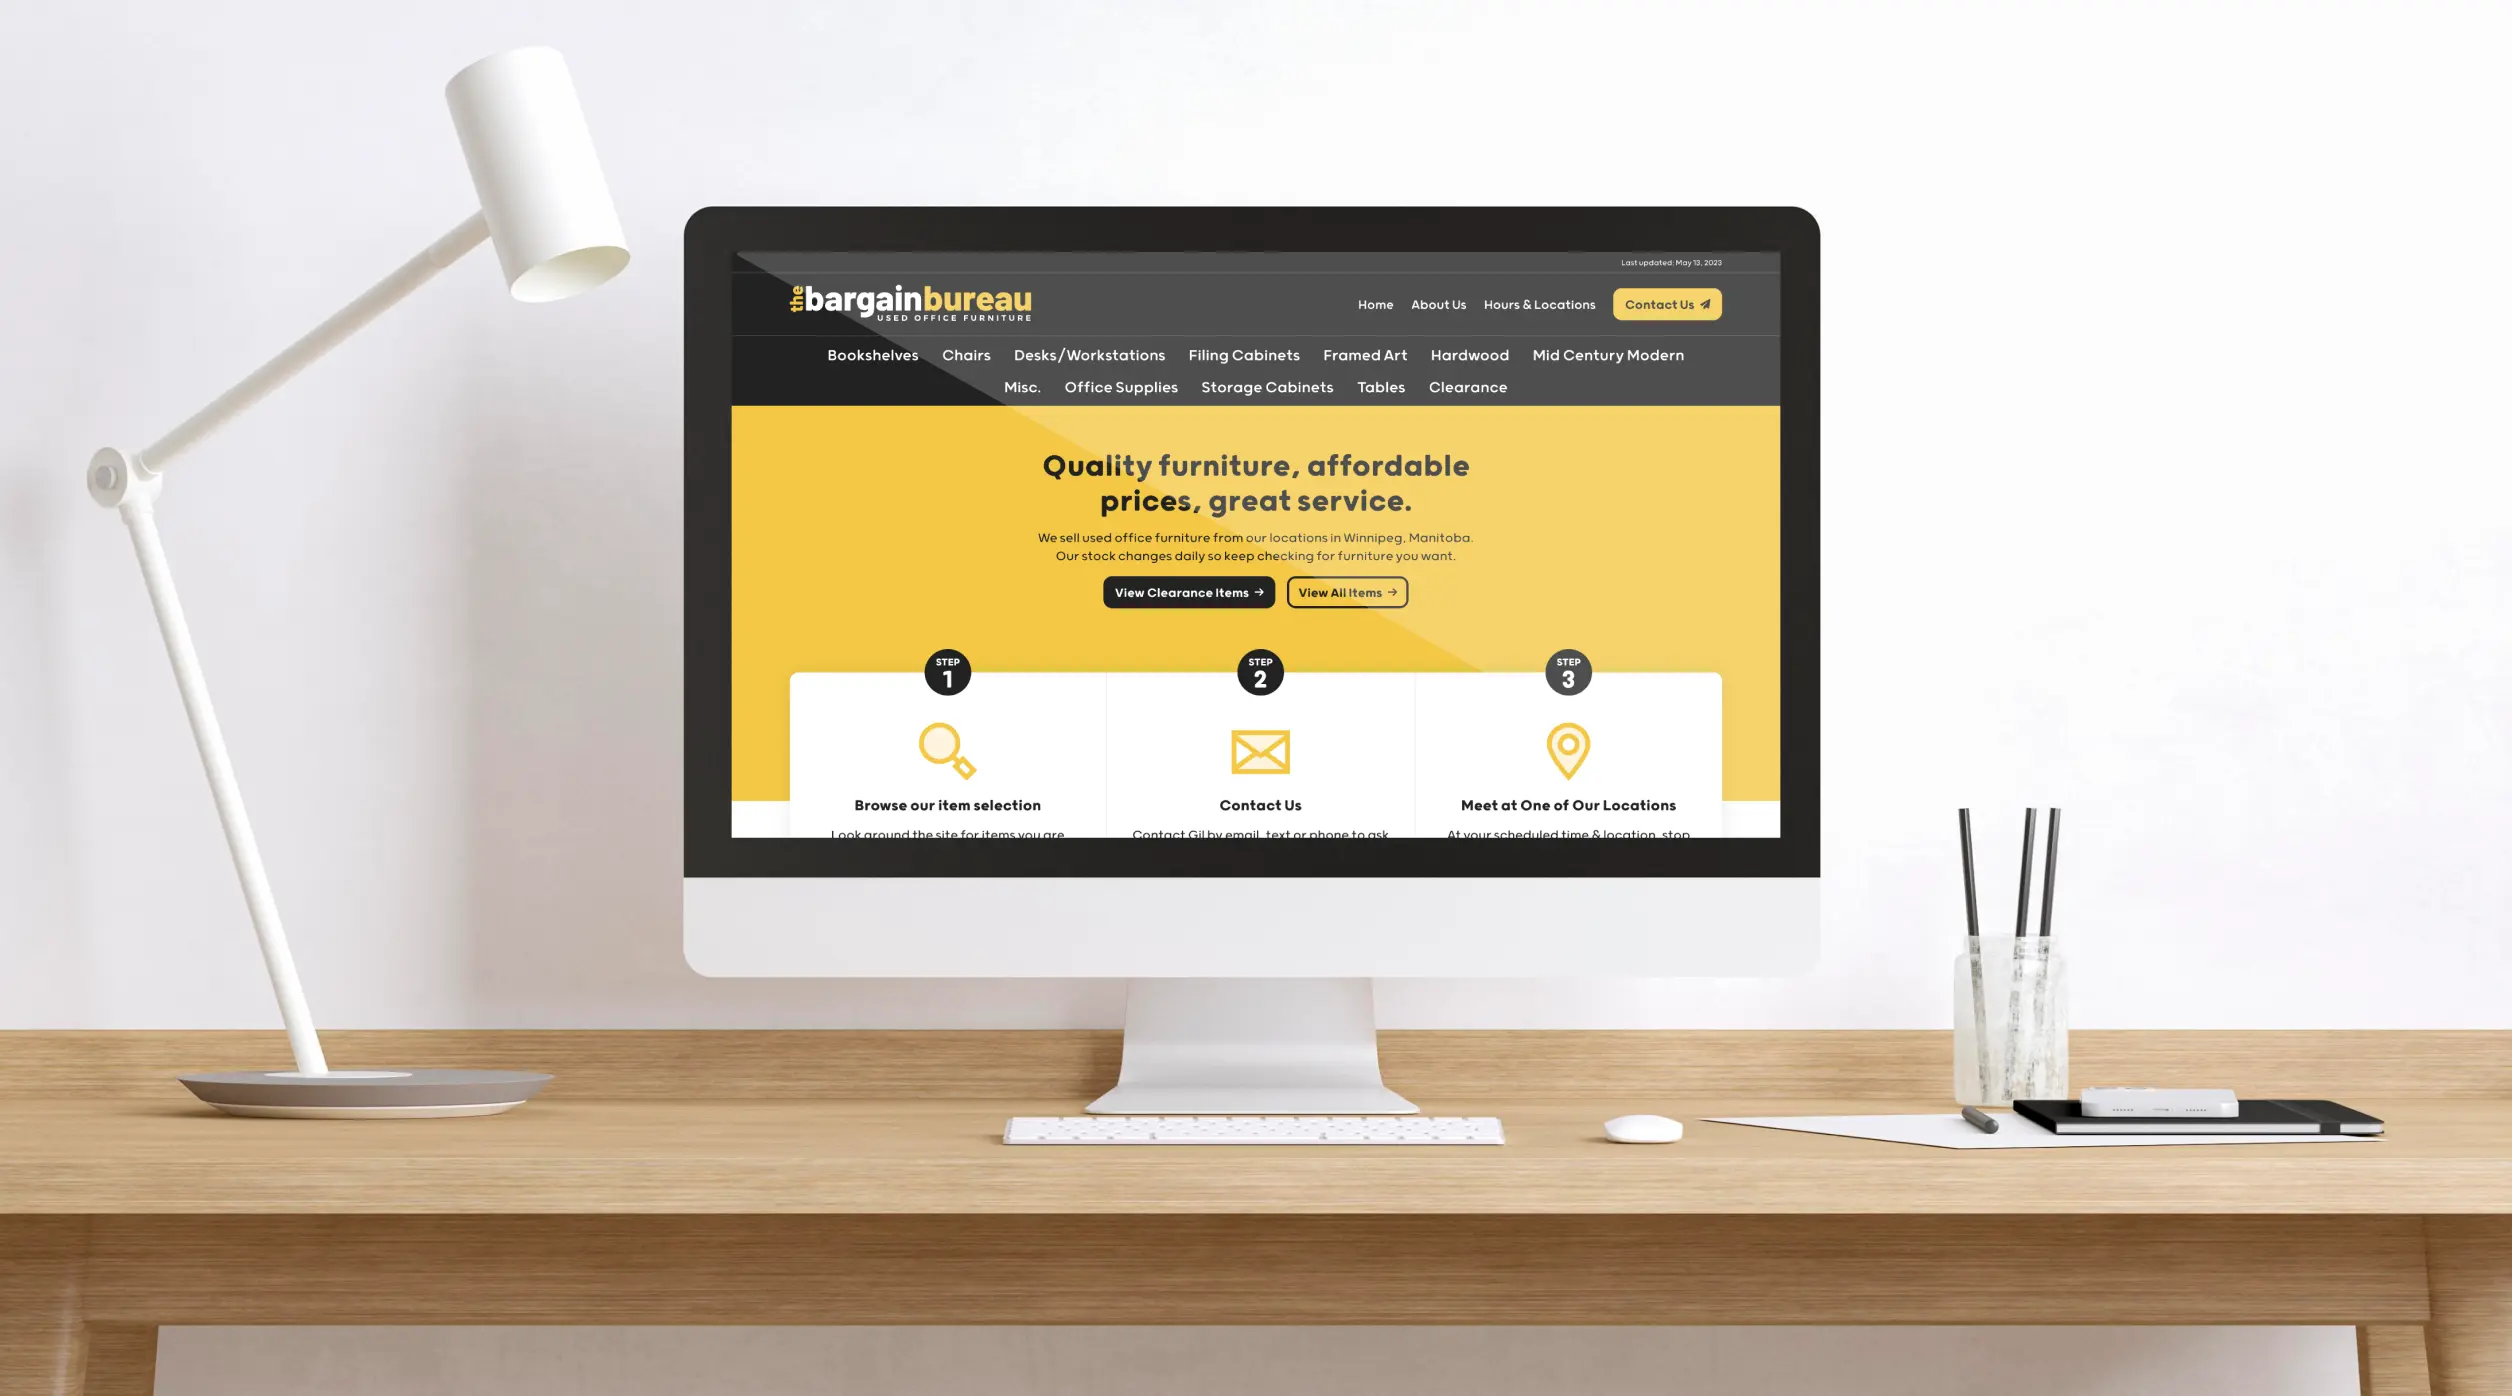 Last updated: May 13, 2023
the bargainbureau
USED OFFICE FURNITURE
Home About Us Hours & Locations Contact Us
Bookshelves Chairs Desks/Workstations Filing Cabinets Framed Art Hardwood Mid Century Modern
Misc. Office Supplies Storage Cabinets Tables Clearance
Quality furniture, affordable
prices, great service.
We sell used office furniture from our locations in Winnipeg, Manitoba.
Our stock changes daily so keep checking for furniture you want.
View Clearance Items → View All Items →
STEP
1
STEP
2
STEP
3
Browse our item selection
Contact Us
Meet at One of Our Locations
Look around the site for items you are
Contact Gil by email, text or phone to ask
At your scheduled time & location, stop